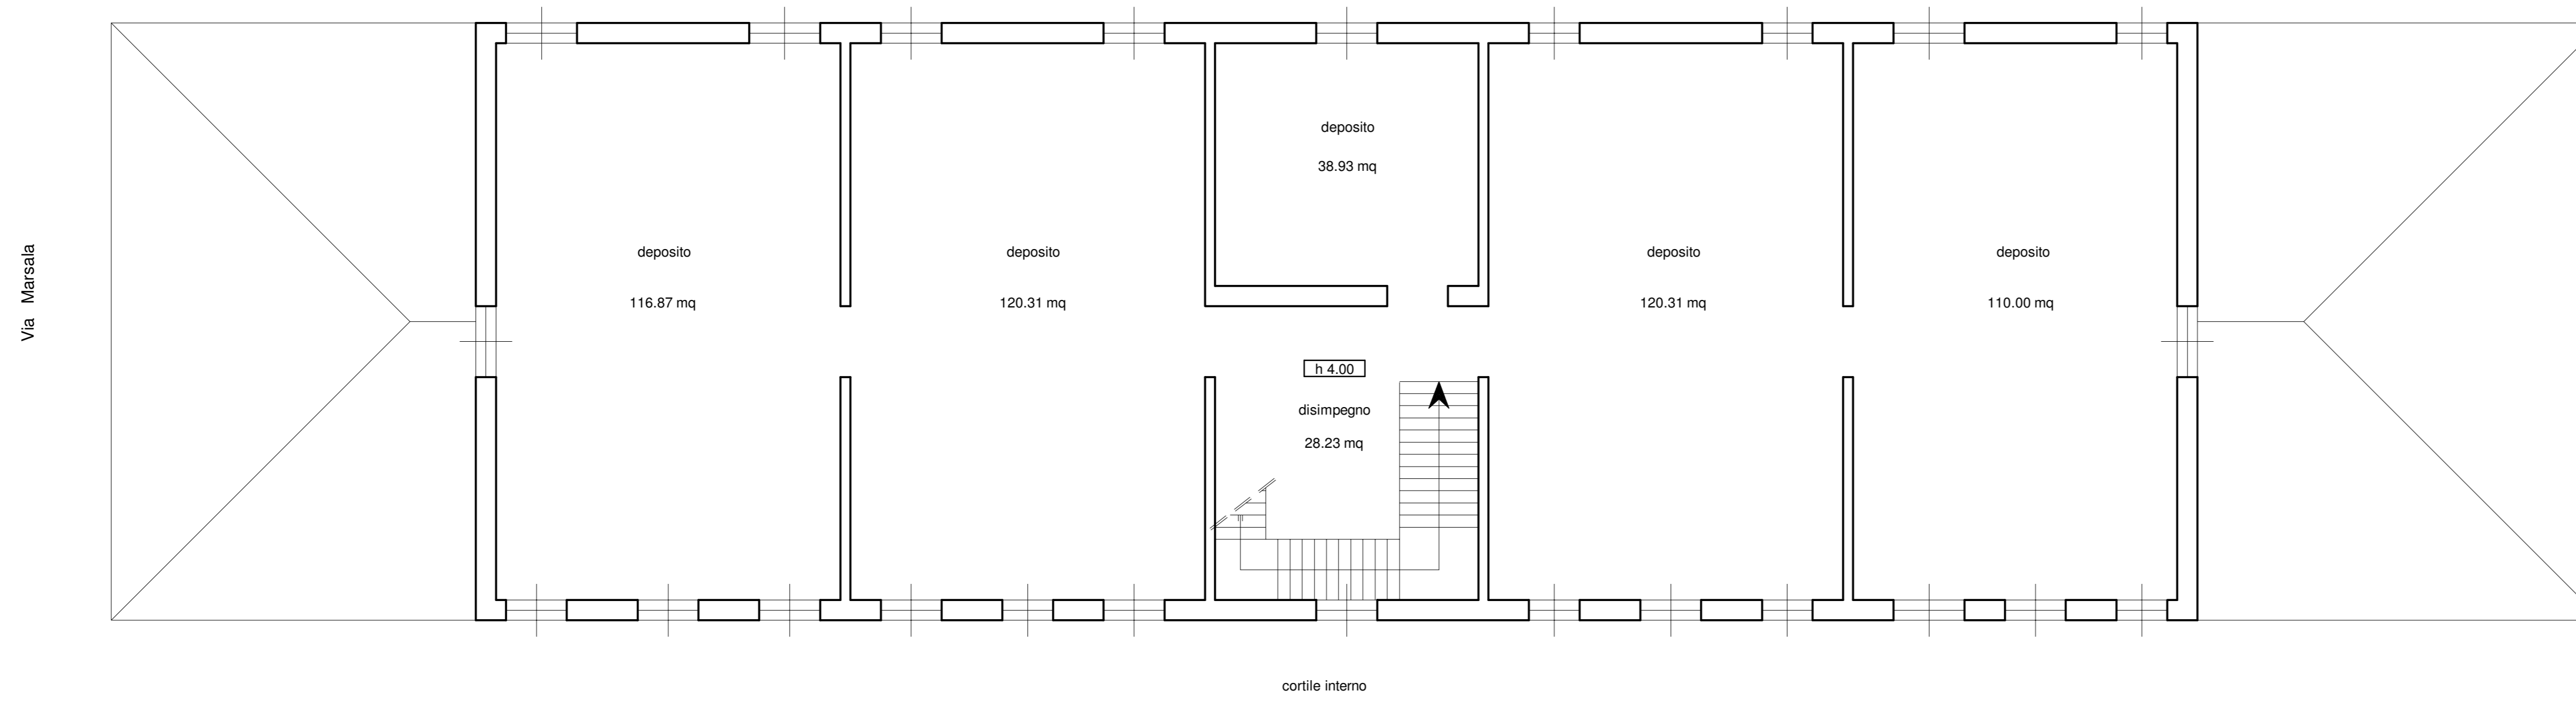 Via Marsala
deposito
116.87 mq
deposito
120.31 mq
deposito
38.93 mq
h 4.00
disimpegno
28.23 mq
deposito
120.31 mq
deposito
110.00 mq
cortile interno